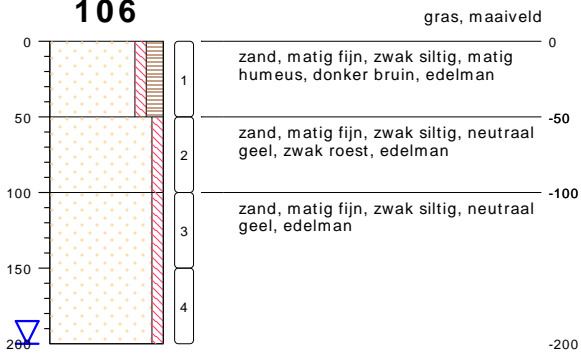 106
gras, maaiveld
0
0
zand, matig fijn, zwak siltig, matig
humeus, donker bruin, edelman
1
50
-50
zand, matig fijn, zwak siltig, neutraal
geel, zwak roest, edelman
2
100
-100
zand, matig fijn, zwak siltig, neutraal
geel, edelman
3
150
4
200
-200